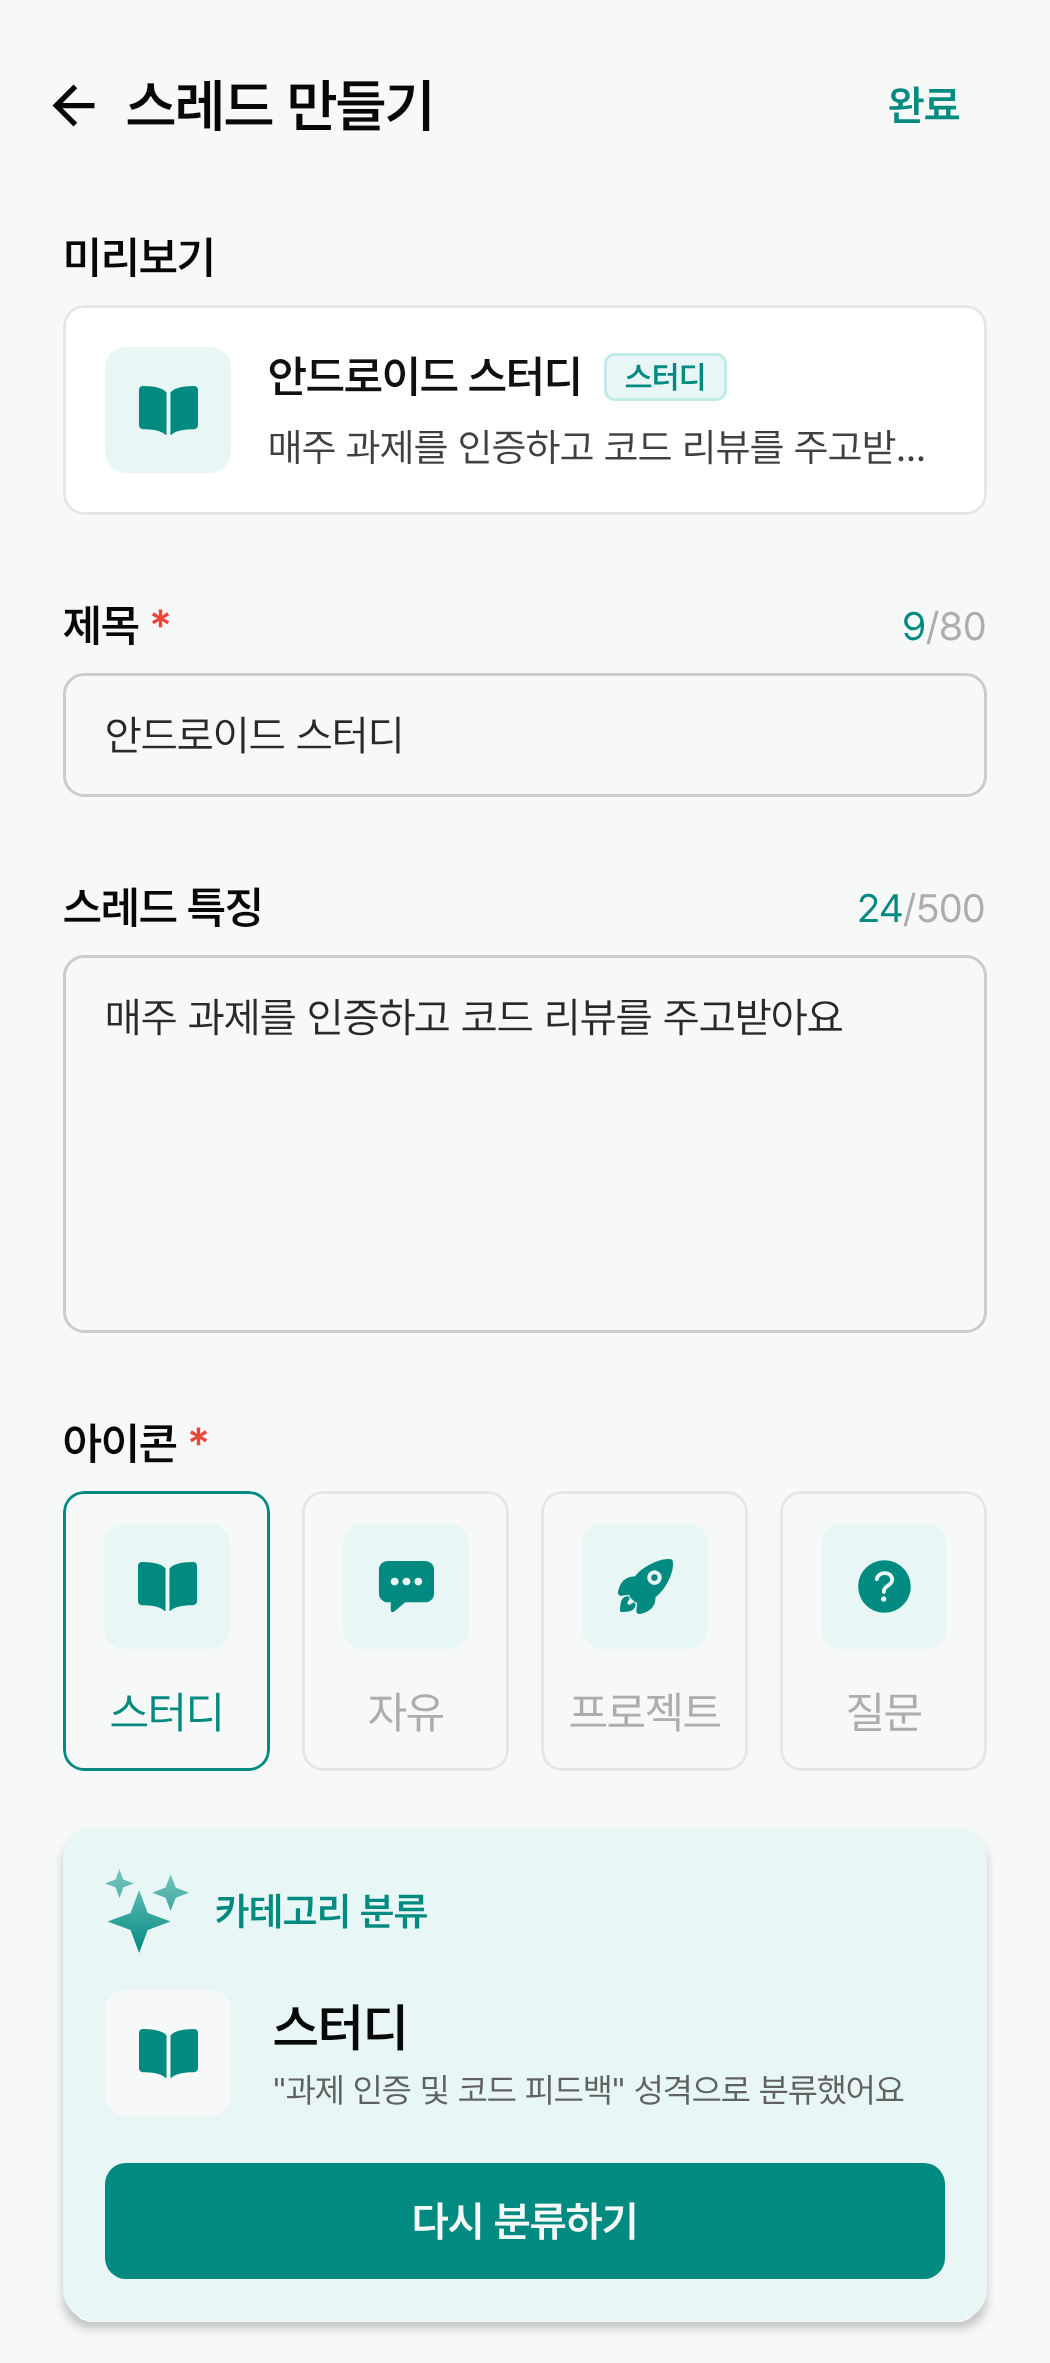 스레드 만들기
완료
미리보기
안드로이드 스터디
스터디
매주 과제를 인증하고 코드 리뷰를 주고받...
제목 *
9/80
안드로이드 스터디
스레드 특징
24/500
매주 과제를 인증하고 코드 리뷰를 주고받아요
아이콘 *
스터디
자유
프로젝트
질문
카테고리 분류
스터디
"과제 인증 및 코드 피드백" 성격으로 분류했어요
다시 분류하기